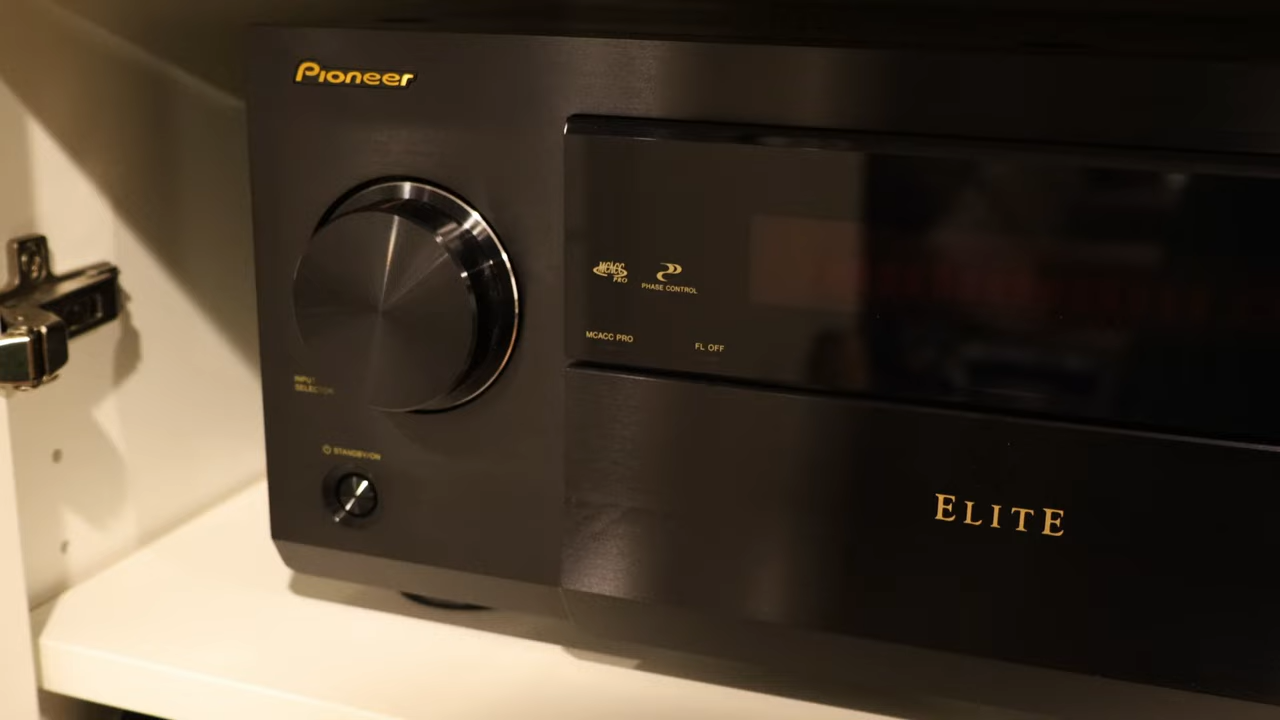 Pioneer
MCACC
PRO
PHASE CONTROL
MCACC PRO
FL OFF
INPUT
SELECTOR
STANDBY/ON
ELITE